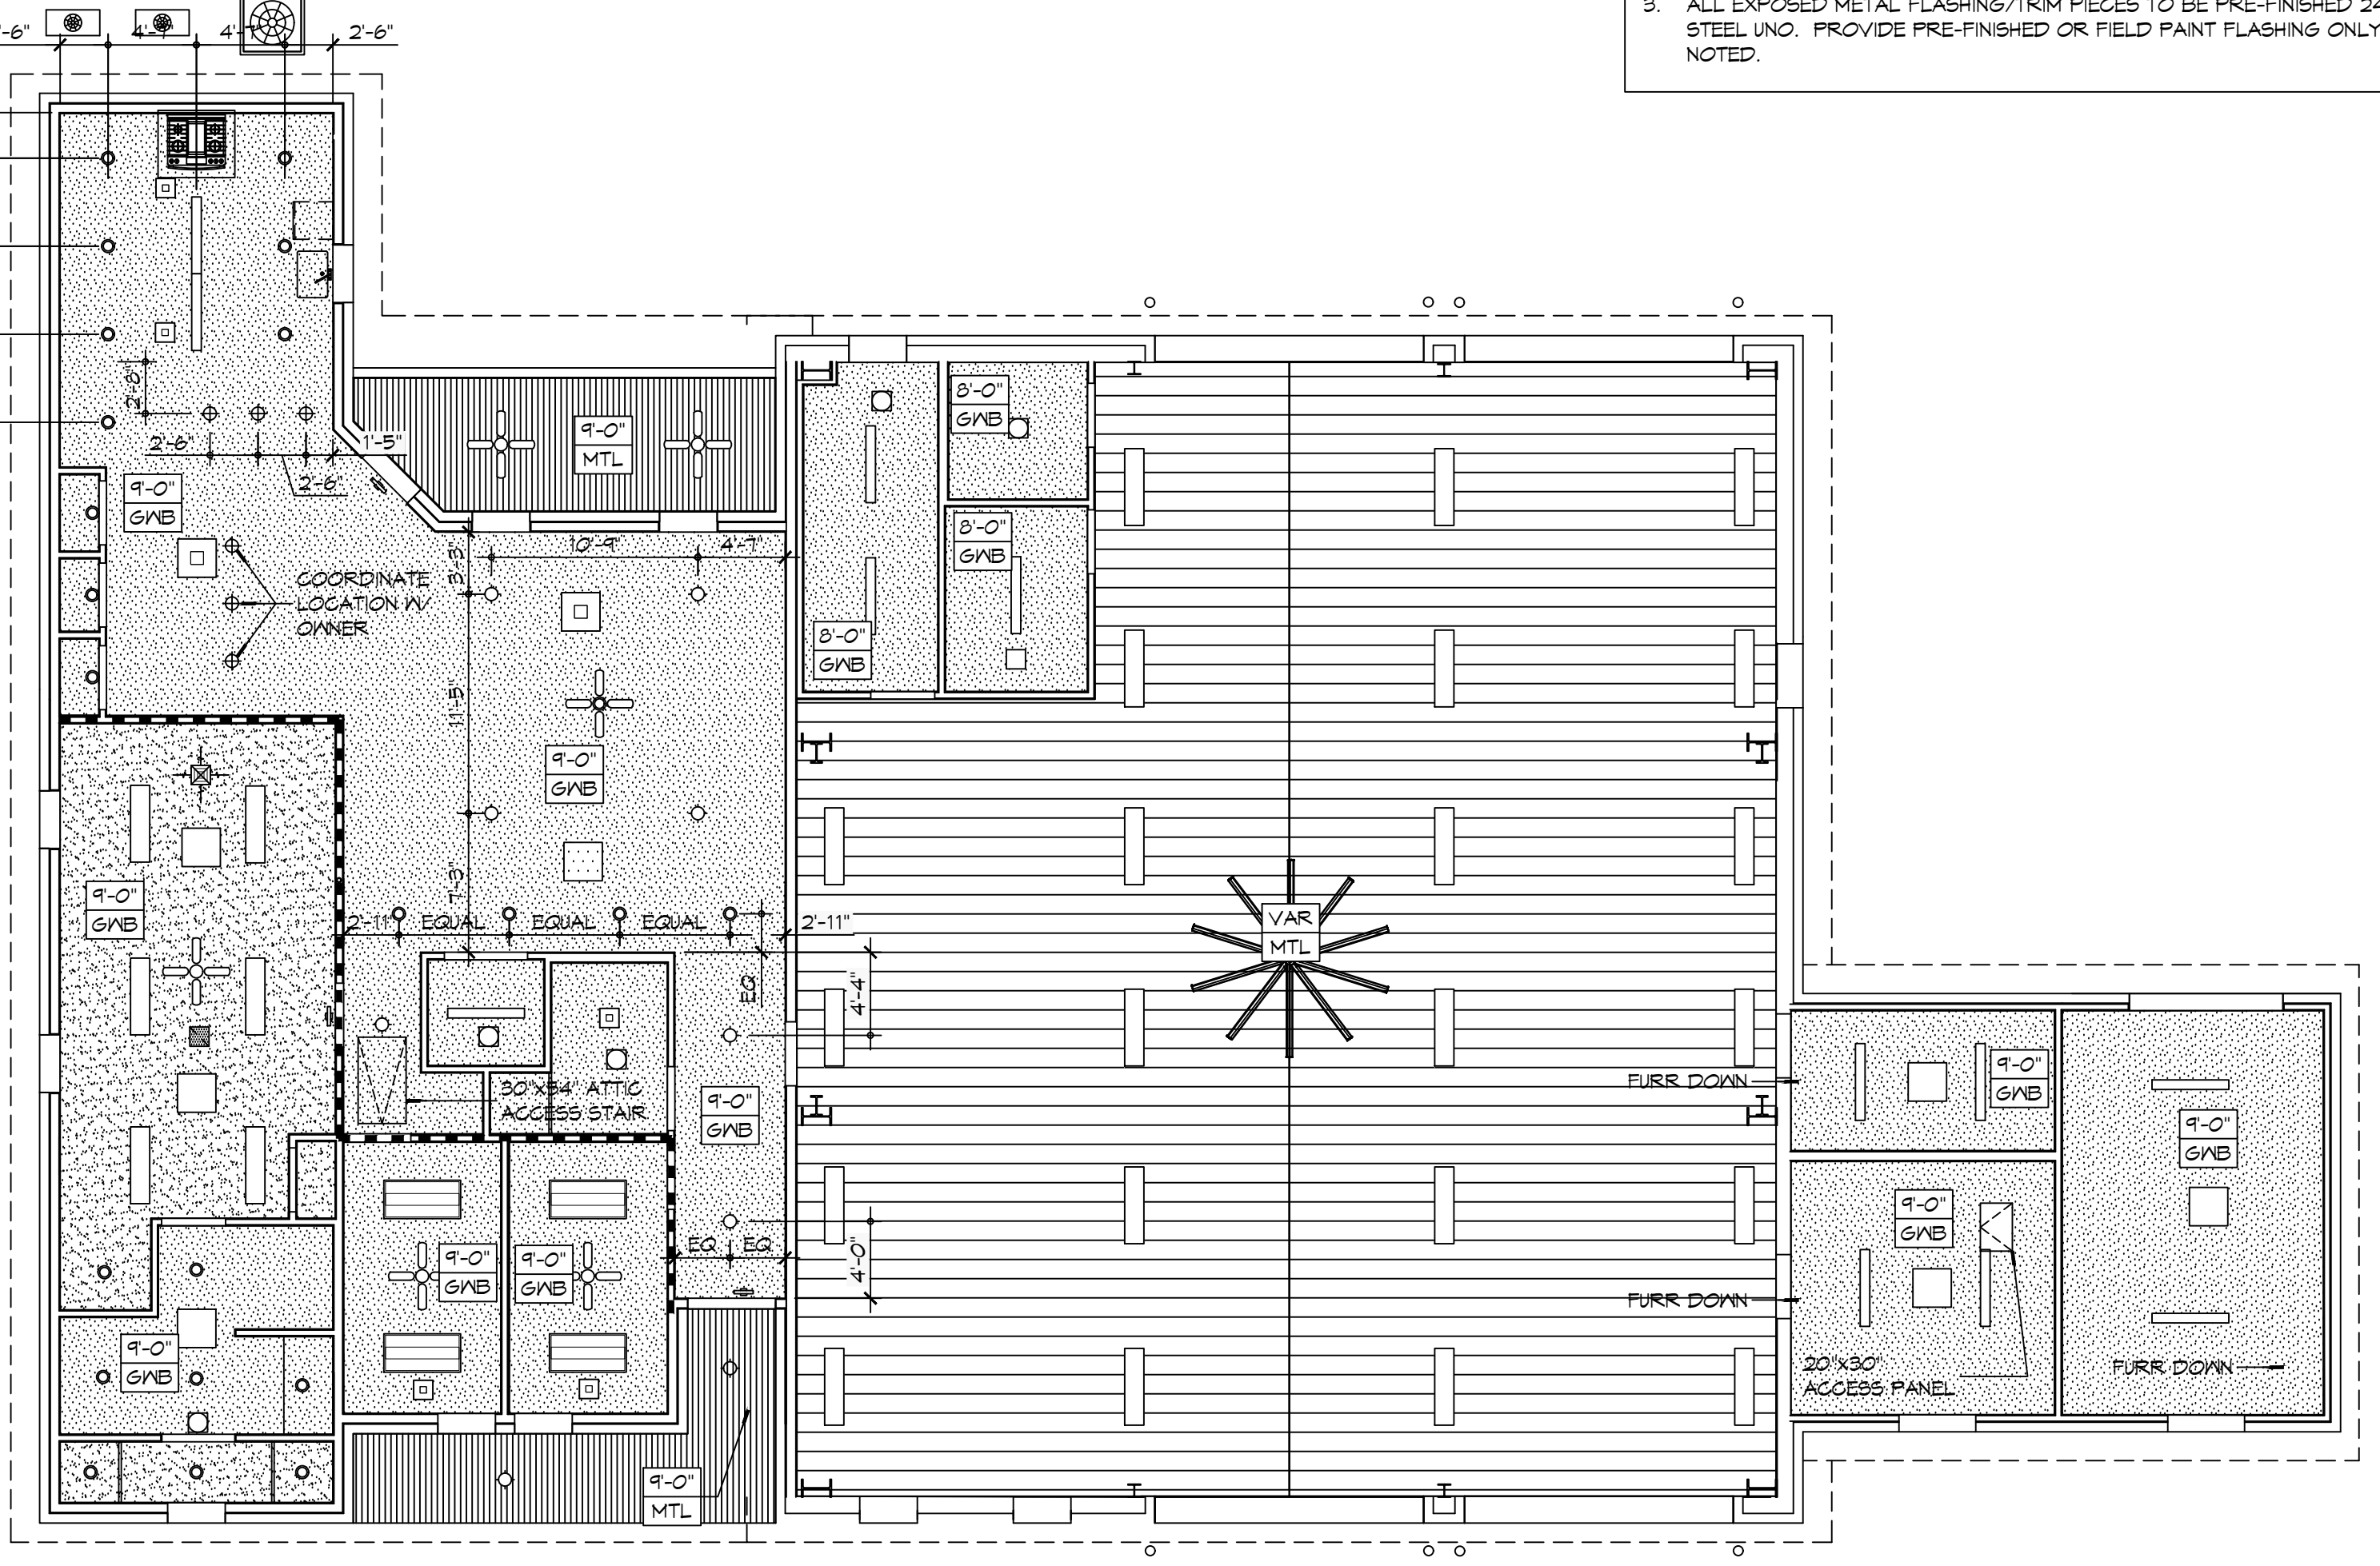 3. ALL EXPOSED METAL FLASHING/TRIM PIECES TO BE PRE-FINISHED 24
STEEL UNO. PROVIDE PRE-FINISHED OR FIELD PAINT FLASHING ONLY
NOTED.
'-6"
4'-7"
4'-7"
2'-6"
2'-8"
2'-6"
1'-5"
2'-6"
9'-0"
MTL
9'-0"
GWB
8'-0"
GWB
8'-0"
GWB
8'-0"
GWB
10'-9"
4'-7"
3'-3"
COORDINATE
LOCATION W/
OWNER
11'-5"
9'-0"
GWB
7'-3"
9'-0"
GWB
2'-11"
EQUAL
EQUAL
EQUAL
2'-11"
VAR
MTL
EQ
4'-4"
30"x54" ATTIC
ACCESS STAIR
9'-0"
GWB
FURR DOWN
9'-0"
GWB
9'-0"
GWB
9'-0"
GWB
EQ
EQ
4'-0"
9'-0"
GWB
9'-0"
GWB
FURR DOWN
9'-0"
GWB
20"x30"
ACCESS PANEL
FURR DOWN
9'-0"
MTL